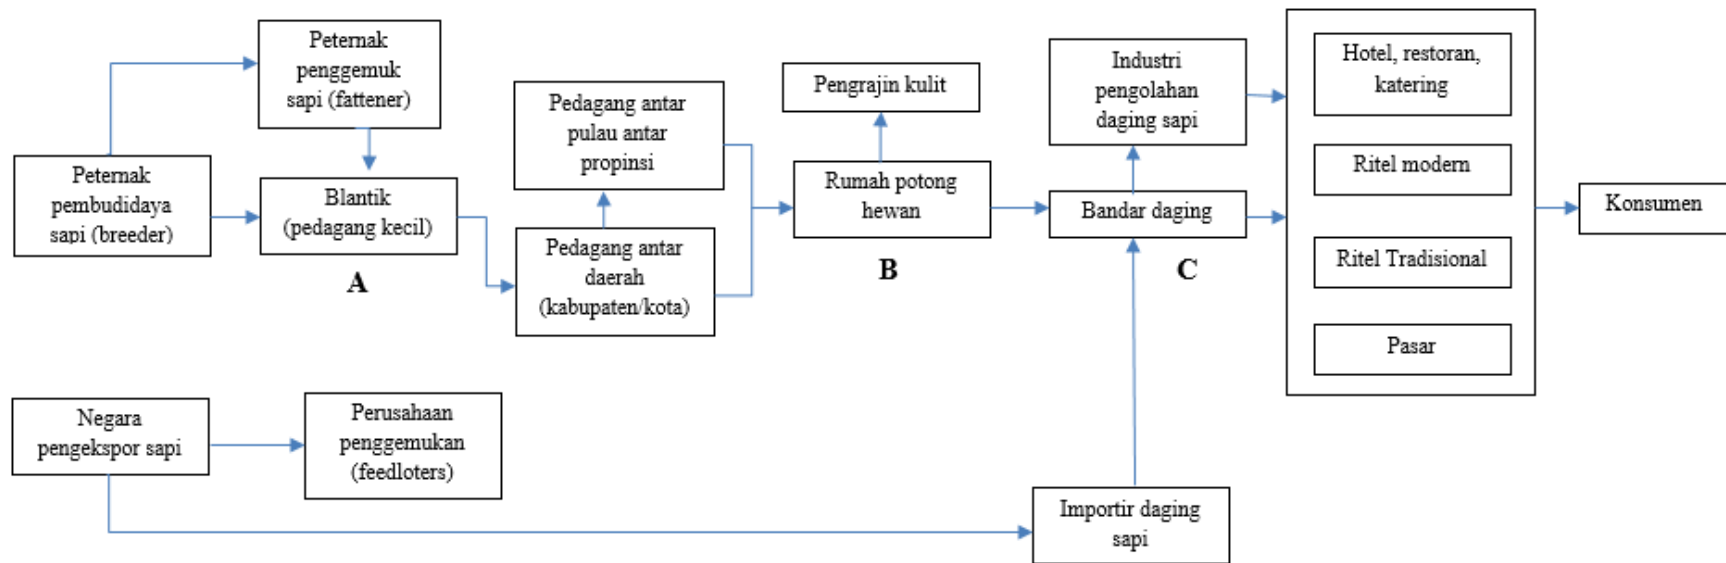 Peternak
penggemuk
sapi (fattener)
Peternak
pembudidaya
sapi (breeder)
Blantik
(pedagang kecil)
A
Pedagang antar
pulau antar
propinsi
Pedagang antar
daerah
(kabupaten/kota)
Pengrajin kulit
Rumah potong
hewan
B
Industri
pengolahan
daging sapi
Bandar daging
C
Hotel, restoran,
katering
Ritel modern
Ritel Tradisional
Pasar
Konsumen
Negara
pengekspor sapi
Perusahaan
penggemukan
(feedloters)
Importir daging
sapi